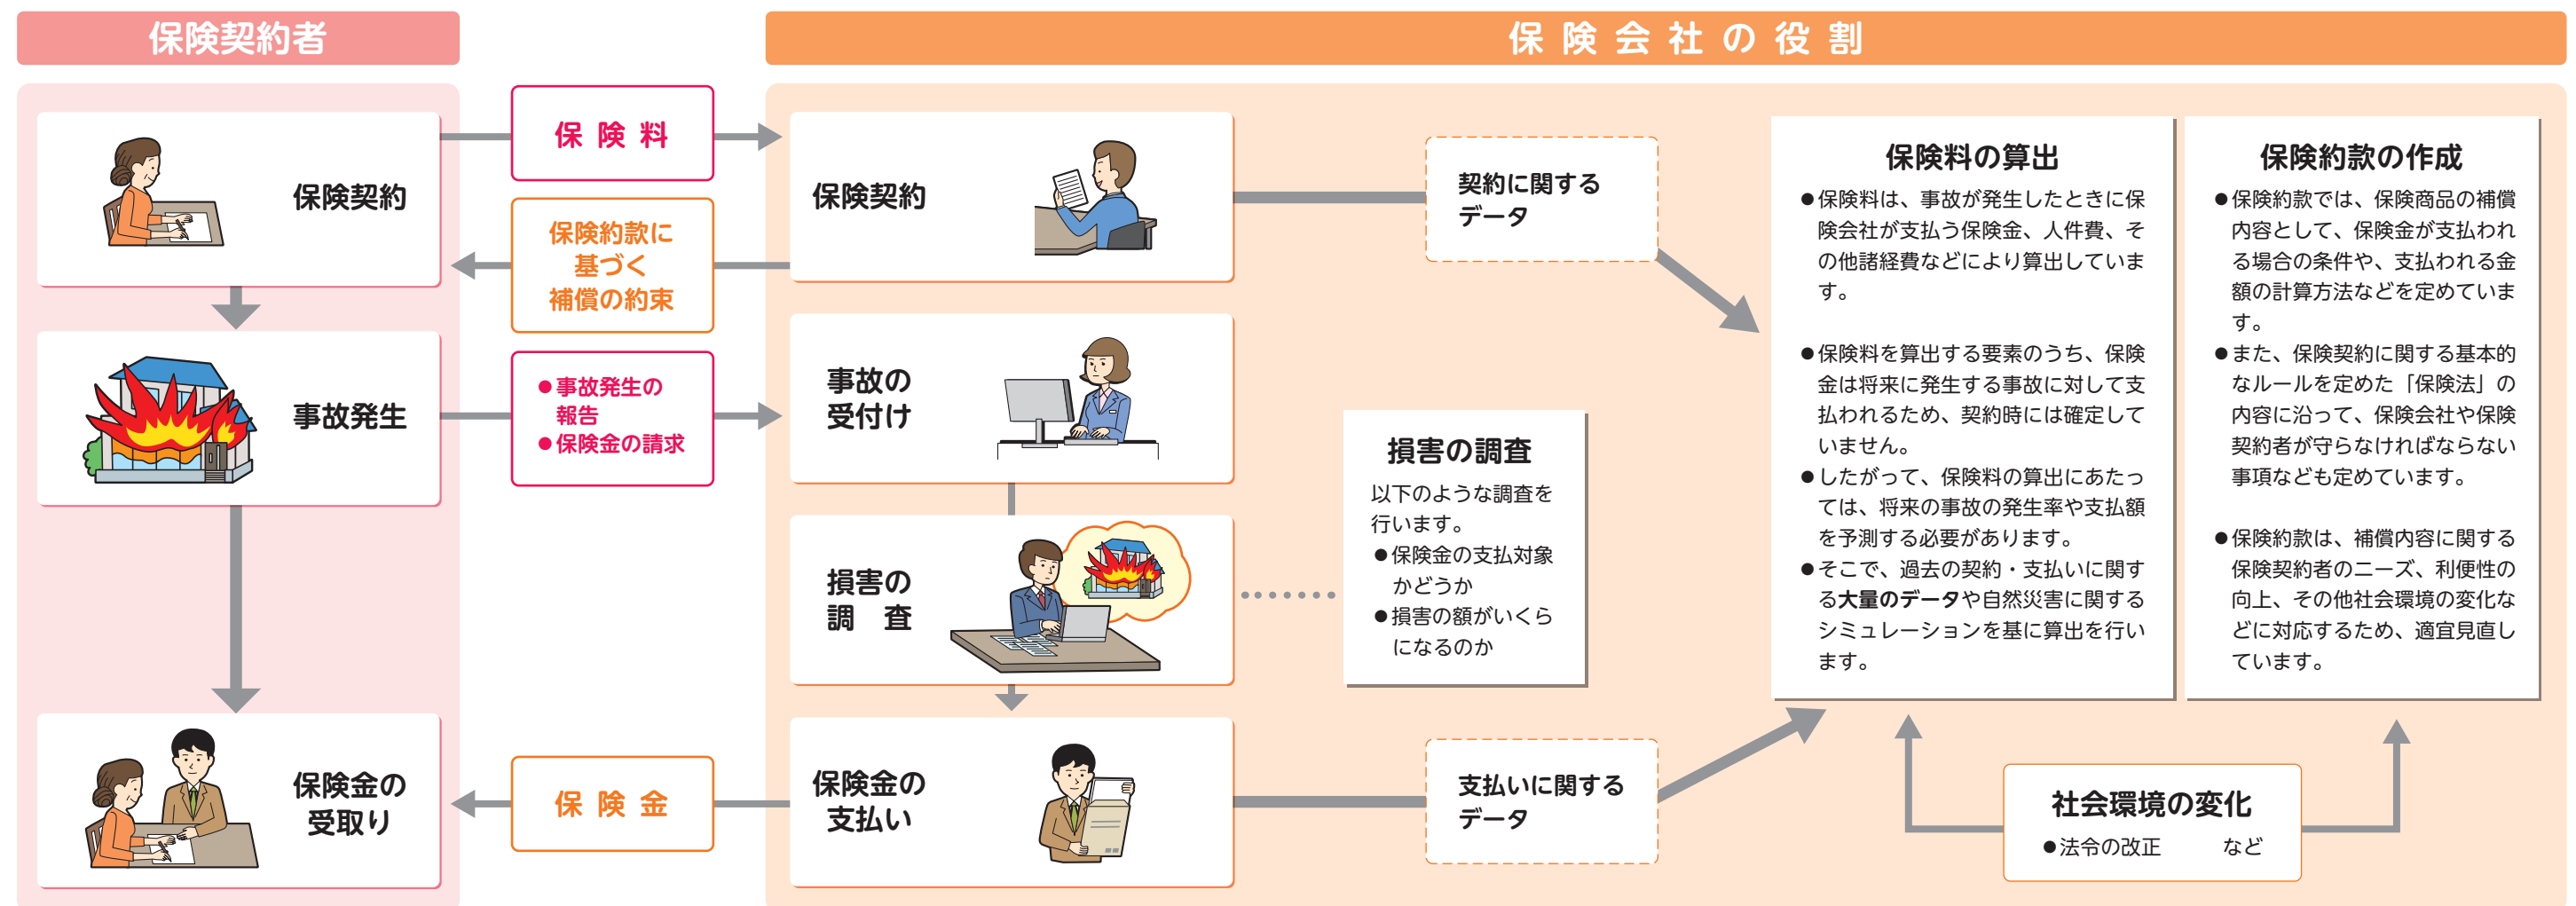 保険契約者
保険会社の役割
保険契約
保険料
保険約款に
基づく
補償の約束
保険契約
契約に関する
データ
事故発生
●事故発生の
報告
●保険金の請求
事故の
受付け
損害の
調　査
損害の調査
以下のような調査を
行います。
●保険金の支払対象
かどうか
●損害の額がいくら
になるのか
保険金の
受取り
保険金
保険金の
支払い
支払いに関する
データ
保険料の算出
●保険料は、事故が発生したときに保
険会社が支払う保険金、人件費、そ
の他諸経費などにより算出していま
す。
●保険料を算出する要素のうち、保険
金は将来に発生する事故に対して支
払われるため、契約時には確定して
いません。
●したがって、保険料の算出にあたっ
ては、将来の事故の発生率や支払額
を予測する必要があります。
●そこで、過去の契約・支払いに関す
る大量のデータや自然災害に関する
シミュレーションを基に算出を行い
ます。
保険約款の作成
●保険約款では、保険商品の補償
内容として、保険金が支払われ
る場合の条件や、支払われる金
額の計算方法などを定めていま
す。
●また、保険契約に関する基本的
なルールを定めた「保険法」の
内容に沿って、保険会社や保険
契約者が守らなければならない
事項なども定めています。
●保険約款は、補償内容に関する
保険契約者のニーズ、利便性の
向上、その他社会環境の変化な
どに対応するため、適宜見直し
ています。
社会環境の変化
●法令の改正　　など